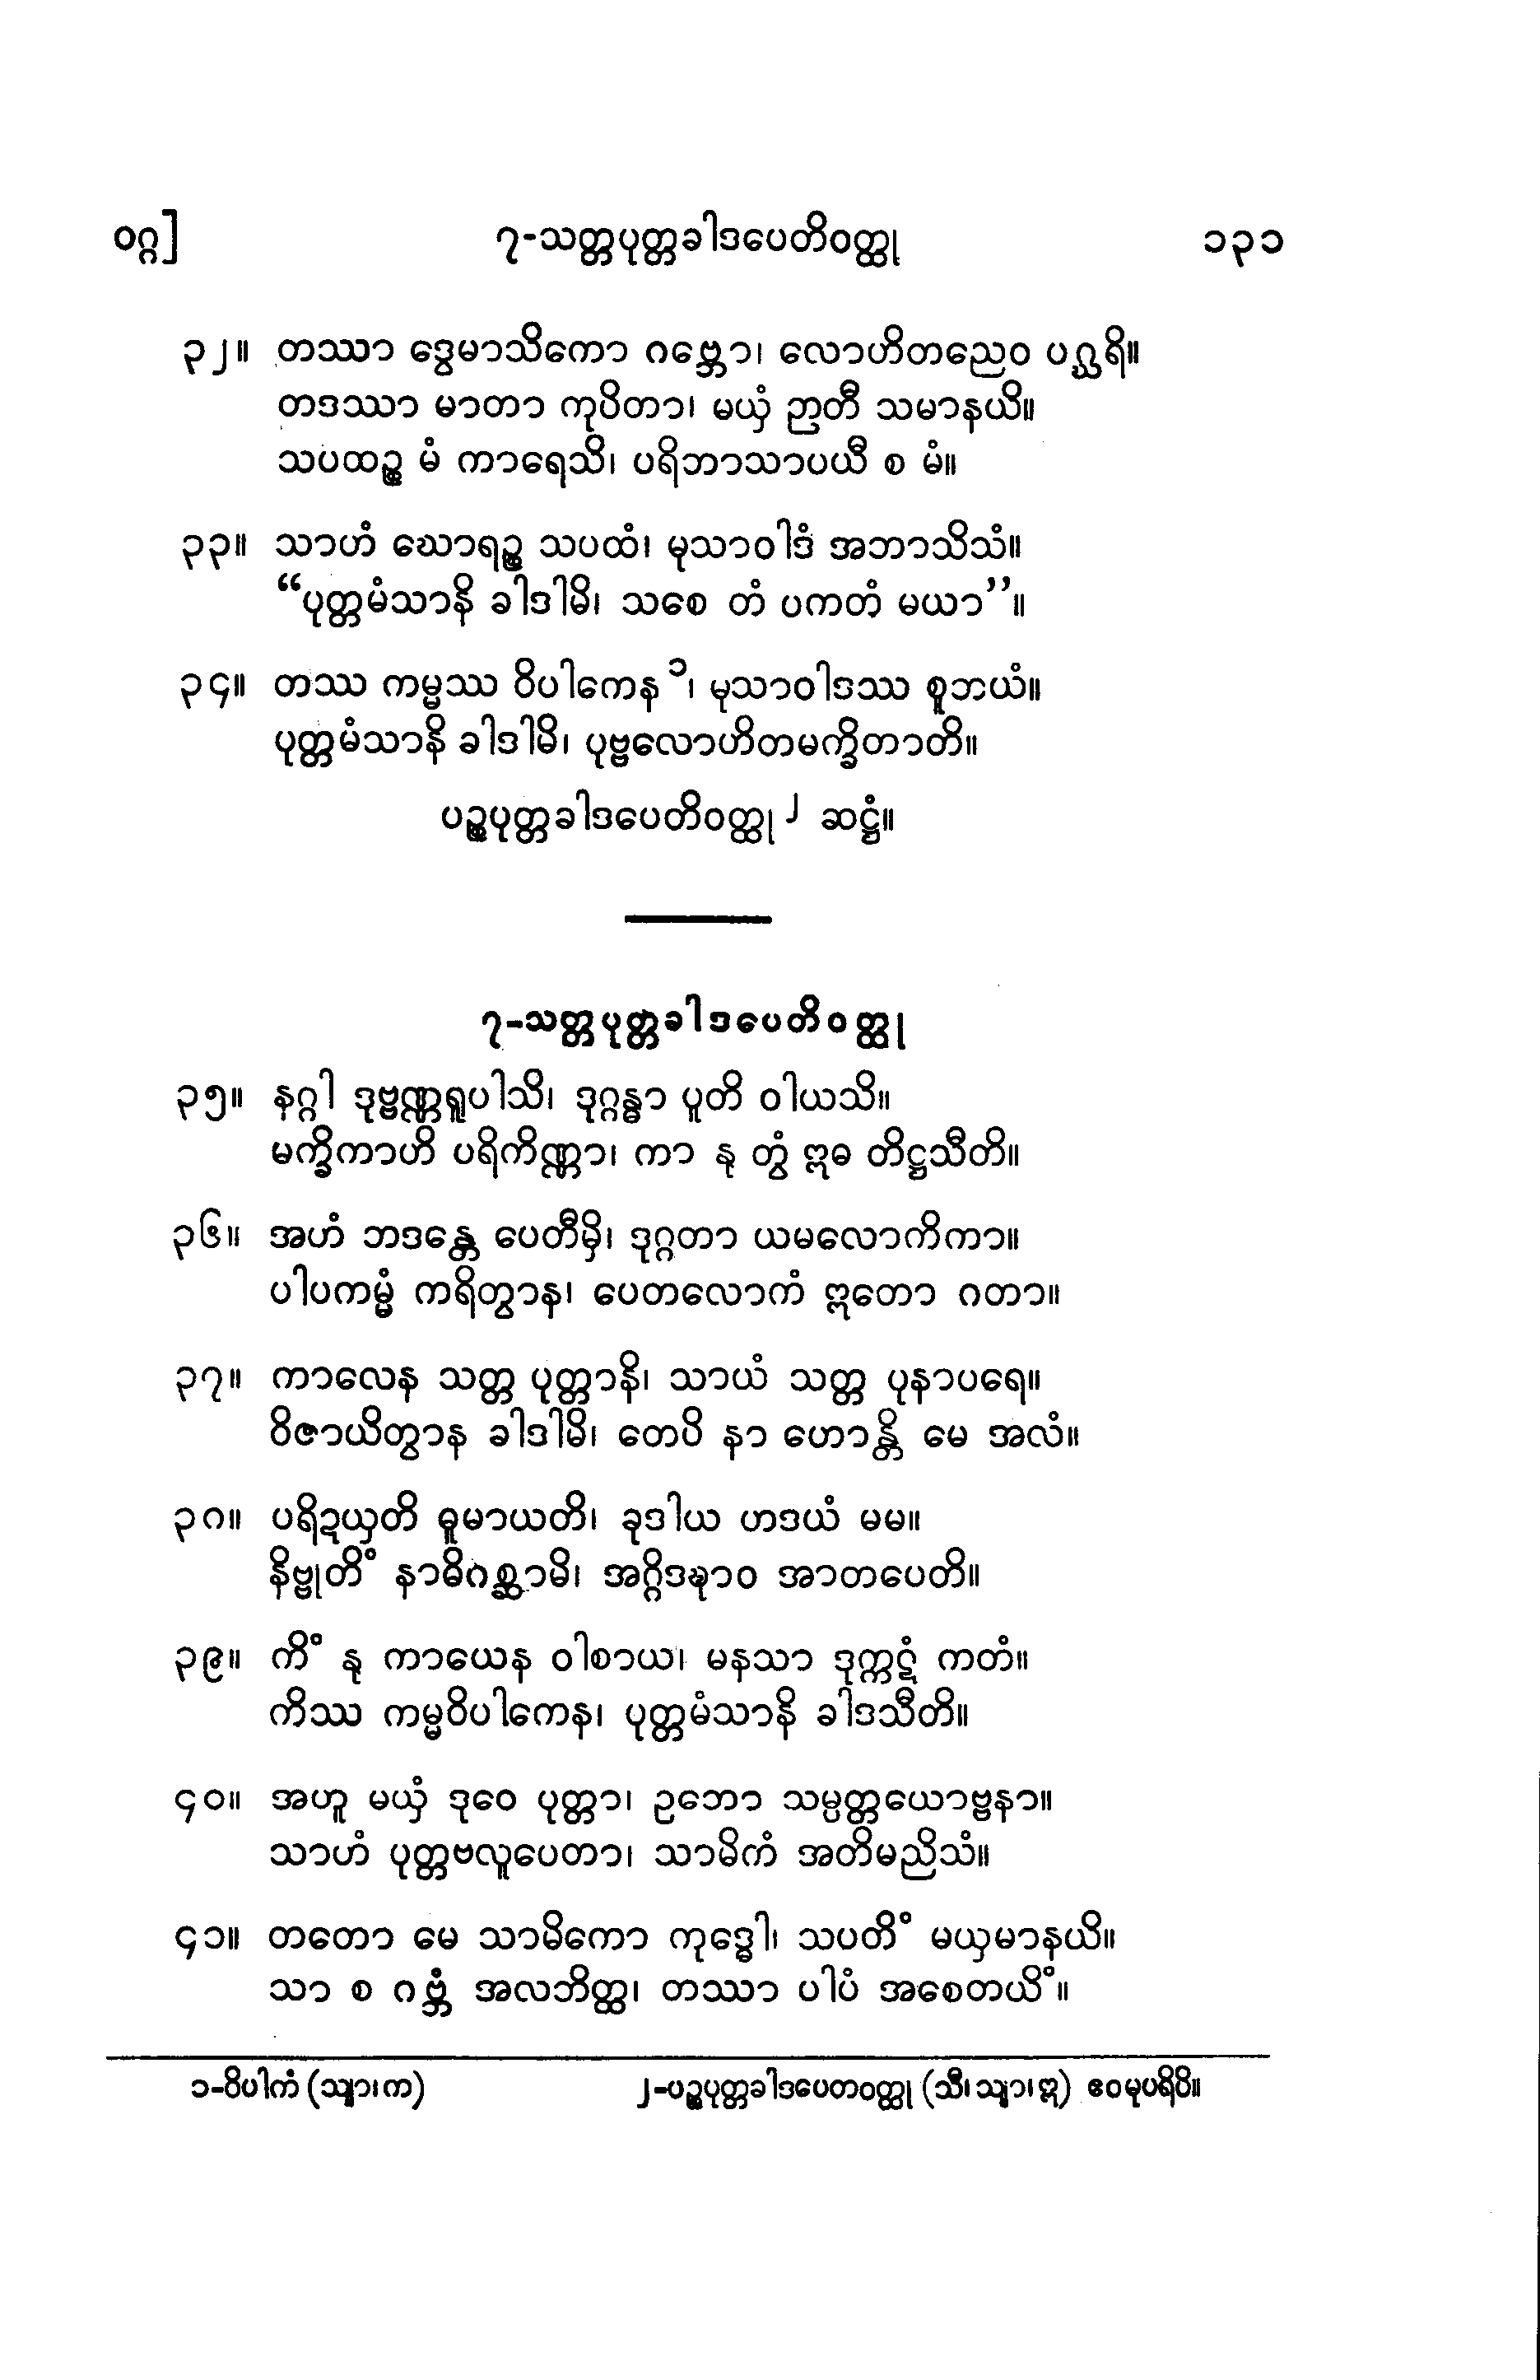 ဝဂ္ဂ] ၇-သတ္တပုတ္တခါဒပေတိဝတ္ထု ၁၃၁
၃၂။ တဿာ ဒွေမာသိကော ဂဗ္ဘော၊ လောဟိတညေဝ ပဂ္ဃရိ။
တဒဿာ မာတာ ကုပိတာ၊ မယှံ ဉာတီ သမာနယိ။
သပထဉ္စ မံ ကာရေသိ၊ ပရိဘာသာပယီ စ မံ။
၃၃။ သာဟံ ဃောရဉ္စ သပထံ၊ မုသာဝါဒံ အဘာသိသံ။
“ပုတ္တမံသာနိ ခါဒါမိ၊ သစေ တံ ပကတံ မယာ”။
၃၄။ တဿ ကမ္မဿ ဝိပါကေန ၁၊ မုသာဝါဒဿ စူဘယံ။
ပုတ္တမံသာနိ ခါဒါမိ၊ ပုဗ္ဗလောဟိတမက္ခိတာတိ။
ပဉ္စပုတ္တခါဒပေတိဝတ္ထု ၂ ဆဋ္ဌံ။
၇-သတ္တပုတ္တခါဒပေတိဝတ္ထု
၃၅။ နဂ္ဂါ ဒုဗ္ဗဏ္ဏရူပါသိ၊ ဒုဂ္ဂန္ဓာ ပူတိ ဝါယသိ။
မက္ခိကာဟိ ပရိကိဏ္ဏာ၊ ကာ နု တွံ ဣဓ တိဋ္ဌသီတိ။
၃၆။ အဟံ ဘဒန္တေ ပေတီမှိ၊ ဒုဂ္ဂတာ ယမလောကိကာ။
ပါပကမ္မံ ကရိတွာန၊ ပေတလောကံ ဣတော ဂတာ။
၃၇။ ကာလေန သတ္တ ပုတ္တာနိ၊ သာယံ သတ္တ ပုနာပရေ။
ဝိဇာယိတွာန ခါဒါမိ၊ တေပိ နာ ဟောန္တိ မေ အလံ။
၃၈။ ပရိဍယှတိ ဓူမာယတိ၊ ခုဒါယ ဟဒယံ မမ။
နိဗ္ဗုတိံ နာဓိဂစ္ဆာမိ၊ အဂ္ဂိဒဍ္ဎာဝ အာတပေတိ။
၃၉။ ကိံ နု ကာယေန ဝါစာယ၊ မနသာ ဒုက္ကဋံ ကတံ။
ကိဿ ကမ္မဝိပါကေန၊ ပုတ္တမံသာနိ ခါဒသီတိ။
၄၀။ အဟူ မယှံ ဒုဝေ ပုတ္တာ၊ ဥဘော သမ္ပတ္တယောဗ္ဗနာ။
သာဟံ ပုတ္တဗလူပေတာ၊ သာမိကံ အတိမညိသံ။
၄၁။ တတော မေ သာမိကော ကုဒ္ဓေါ၊ သပတိံ မယှမာနယိ။
သာ စ ဂဗ္ဘံ အလဘိတ္ထ၊ တဿာ ပါပံ အစေတယိံ။
၁-ဝိပါကံ (သျာ၊က) ၂-ပဉ္စပုတ္တခါဒပေတဝတ္ထု (သီ၊သျာ၊ဣ) ဧဝမုပရိပိ။